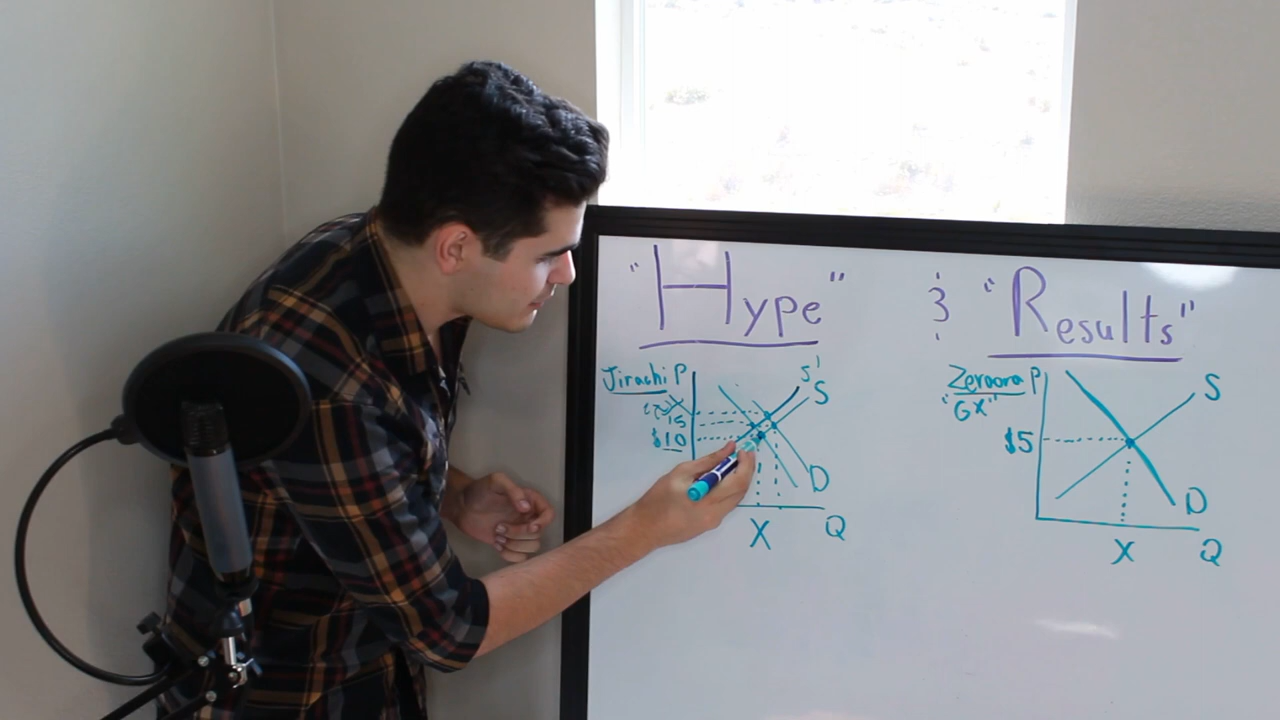 "Hype" & "Results"
Jirachi P
S'
S
15
$10
D
X
Q
Zeraora P
"GX"
S
$5
D
X
Q